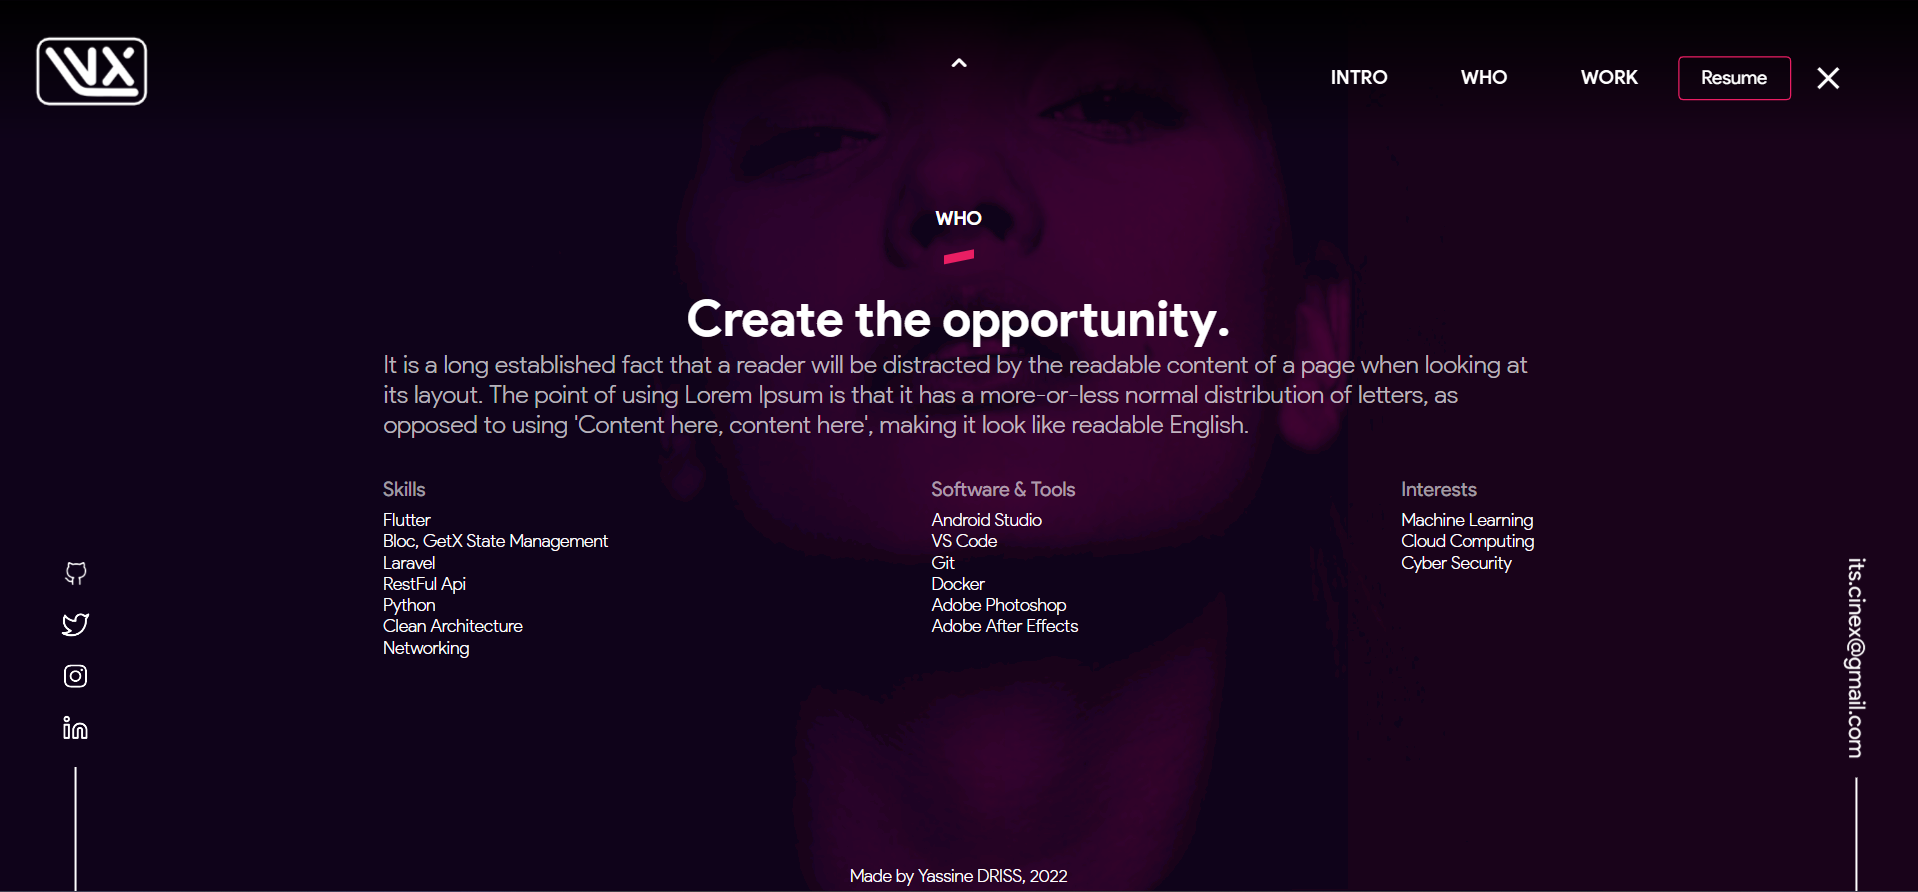 INTRO
WHO
WORK
Resume
WHO
Create the opportunity.
It is a long established fact that a reader will be distracted by the readable content of a page when looking at
its layout. The point of using Lorem Ipsum is that it has a more-or-less normal distribution of letters, as
opposed to using 'Content here, content here', making it look like readable English.
Skills
Flutter
Bloc, GetX State Management
Laravel
RestFul Api
Python
Clean Architecture
Networking
Software & Tools
Android Studio
VS Code
Git
Docker
Adobe Photoshop
Adobe After Effects
Interests
Machine Learning
Cloud Computing
Cyber Security
its.cinex@gmail.com
Made by Yassine DRISS, 2022